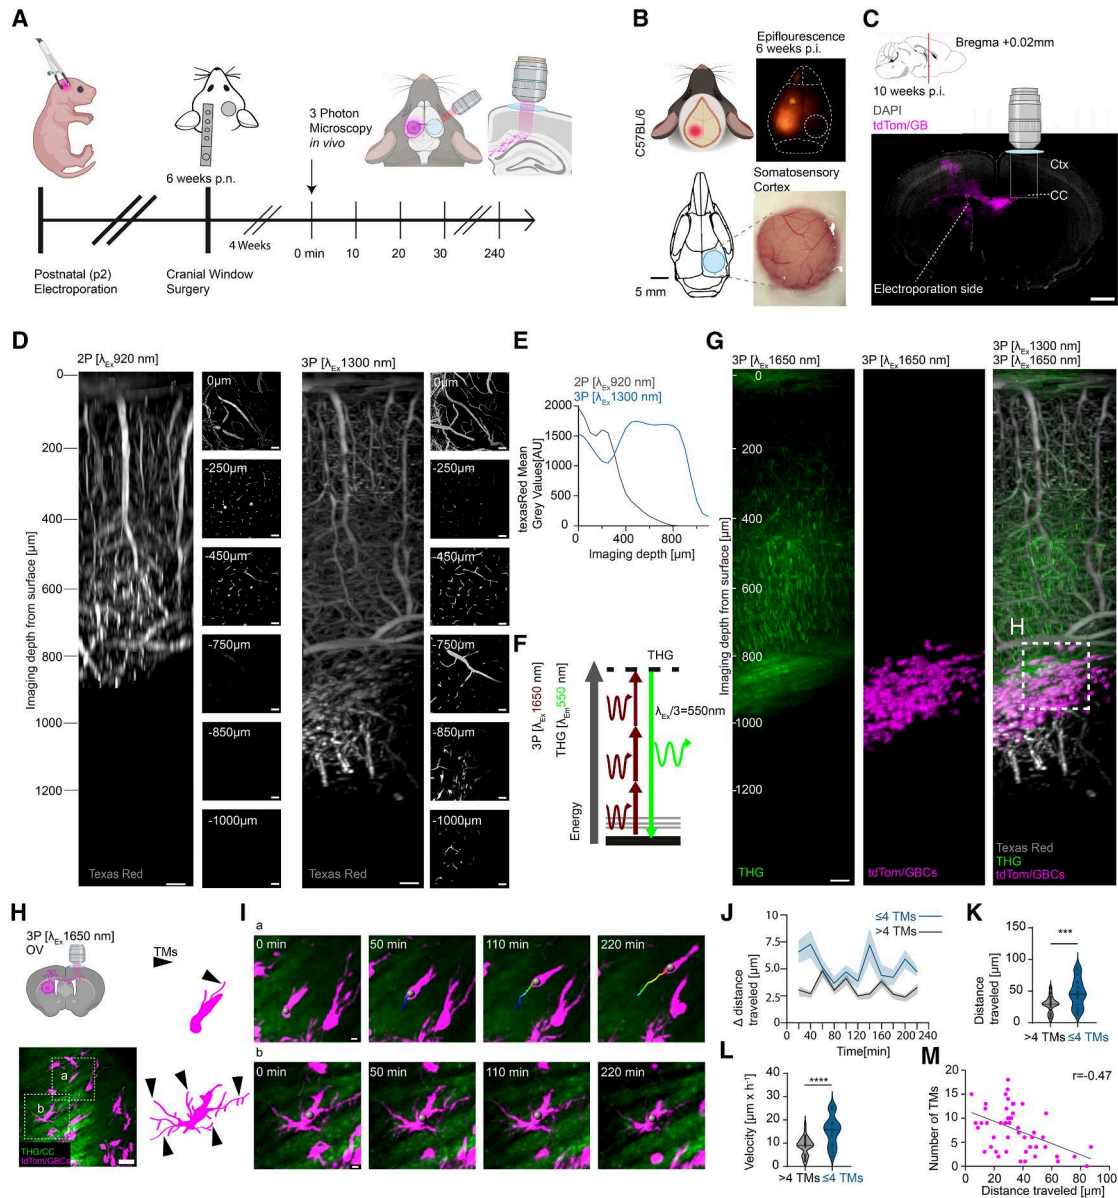 A
3 Photon
Microscopy
in vivo
6 weeks p.n.
4 Weeks
0 min
10
20
30
240
Postnatal (p2)
Electroporation
Cranial Window
Surgery
B
Epiflourescence
6 weeks p.i.
C57BL/6
Somatosensory
Cortex
5 mm
C
Bregma +0.02mm
10 weeks p.i.
DAPI
tdTom/GB
Ctx
CC
Electroporation side
D
2P [λEx920 nm]
3P [λEx1300 nm]
Imaging depth from surface [µm]
0
200
400
600
800
1000
1200
0µm
-250µm
-450µm
-750µm
-850µm
-1000µm
Texas Red
0µm
-250µm
-450µm
-750µm
-850µm
-1000µm
Texas Red
E
2P [λEx920 nm]
3P [λEx1300 nm]
texasRed Mean
Grey Values[AU]
2000
1500
1000
500
0
0
400
800
Imaging depth [µm]
F
THG
3P [λEx1650 nm]
THG [λEm550 nm]
λEx/3=550nm
Energy
G
3P [λEx1650 nm]
3P [λEx1650 nm]
3P [λEx1300 nm]
3P [λEx1650 nm]
Imaging depth from surface [µm]
0
200
400
600
800
1000
1200
H
THG
tdTom/GBCs
Texas Red
THG
tdTom/GBCs
H
3P [λEx1650 nm]
OV
TMs
a
b
THG/CC
tdTom/GBCs
I
a
0 min
50 min
110 min
220 min
b
0 min
50 min
110 min
220 min
J
≤4 TMs
>4 TMs
Δ distance
traveled [µm]
10
7.5
5.0
2.5
0
0
40
80
120
160
200
240
Time[min]
K
Distance
traveled [µm]
150
100
50
0
***
>4 TMs
≤4 TMs
L
Velocity [µm x h⁻¹]
40
30
20
10
0
****
>4 TMs
≤4 TMs
M
r=-0.47
Number of TMs
20
15
10
5
0
0
20
40
60
80
100
Distance traveled [µm]